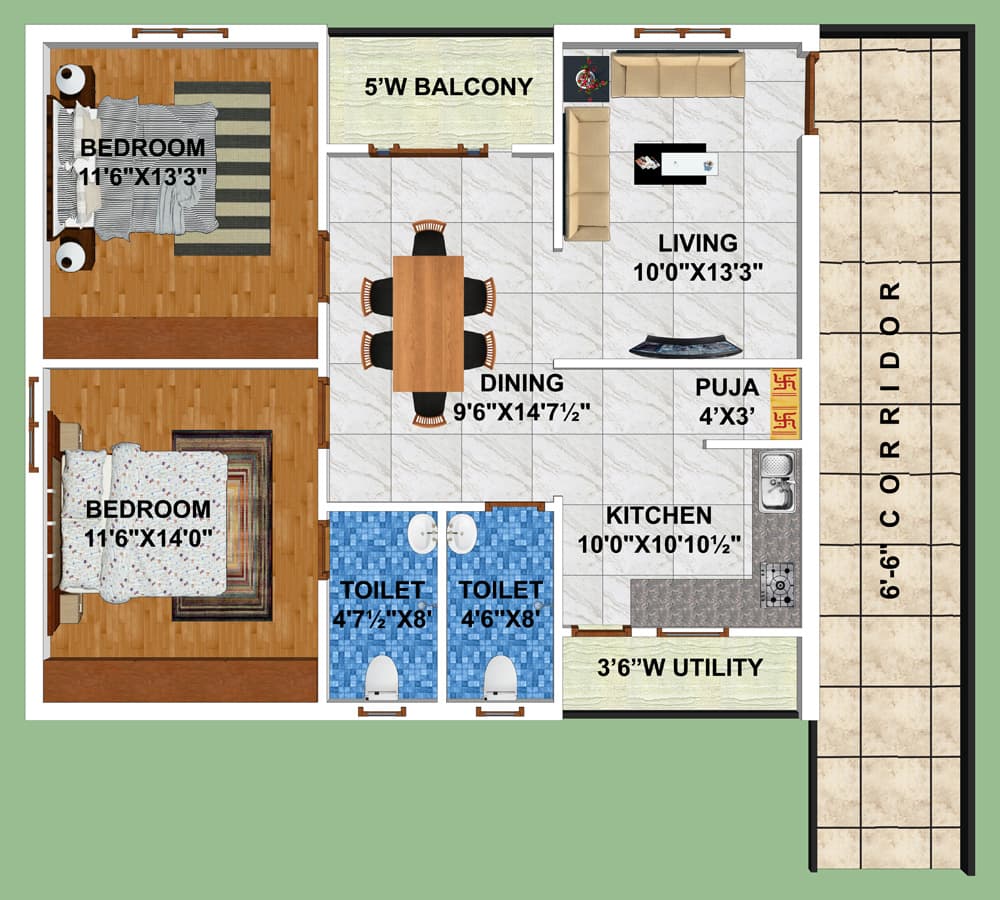 5’W BALCONY
BEDROOM
11'6"X13'3"
LIVING
10'0"X13'3"
DINING
9'6"X14'7½"
PUJA
4’X3’
6'-6" CORRIDOR
BEDROOM
11'6"X14'0"
KITCHEN
10'0"X10'10½"
TOILET
4'7½"X8'
TOILET
4'6"X8'
3’6’’W UTILITY